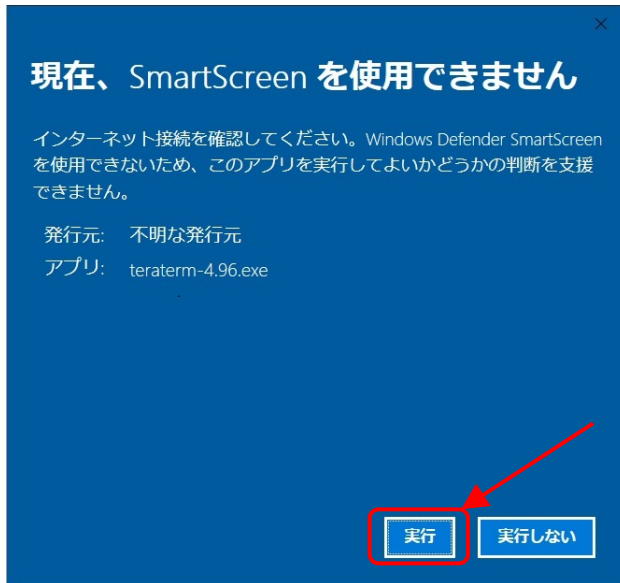 現在、SmartScreen を使用できません
インターネット接続を確認してください。Windows Defender SmartScreen
を使用できないため、このアプリを実行してよいかどうかの判断を支援
できません。
発行元: 不明な発行元
アプリ: teraterm-4.96.exe
実行 実行しない